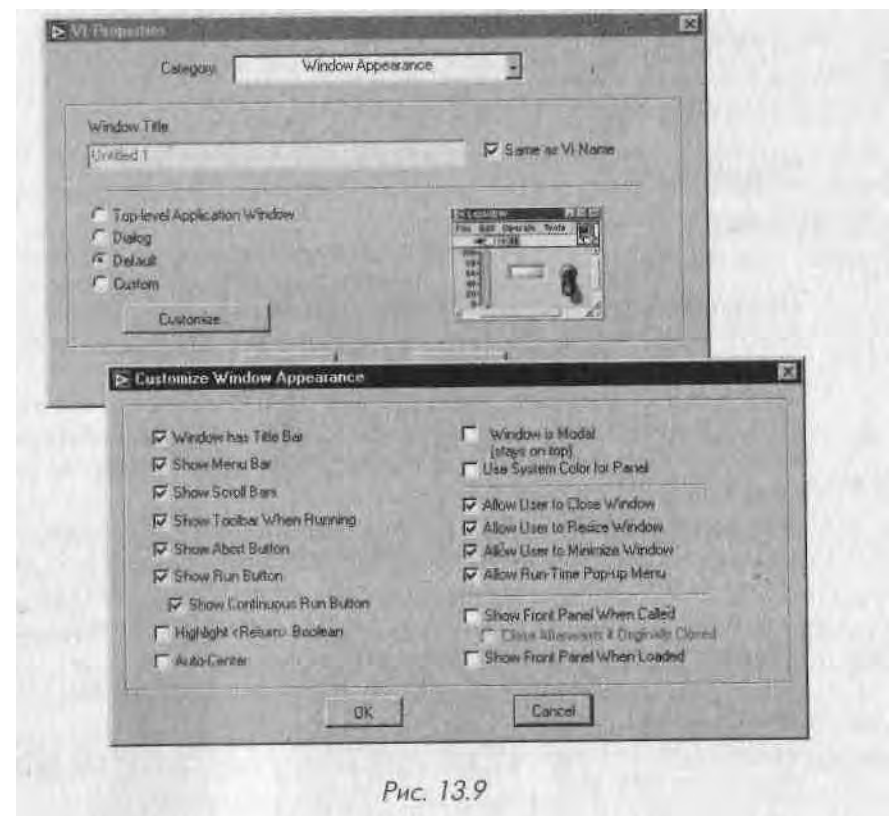 VI Properties
Category: Window Appearance
Window Title
Untitled 1
Same as VI Name
Top-level Application Window
Dialog
Default
Custom
Customize...
File Edit Operate Tools
Customize Window Appearance
Window has Title Bar
Show Menu Bar
Show Scroll Bars
Show Toolbar When Running
Show Abort Button
Show Run Button
Show Continuous Run Button
Highlight <Return> Boolean
Auto-Center
Window is Modal
(stays on top)
Use System Color for Panel
Allow User to Close Window
Allow User to Resize Window
Allow User to Minimize Window
Allow Run-Time Pop-up Menu
Show Front Panel When Called
Close Afterwards if Originally Closed
Show Front Panel When Loaded
OK
Cancel
Рис. 13.9